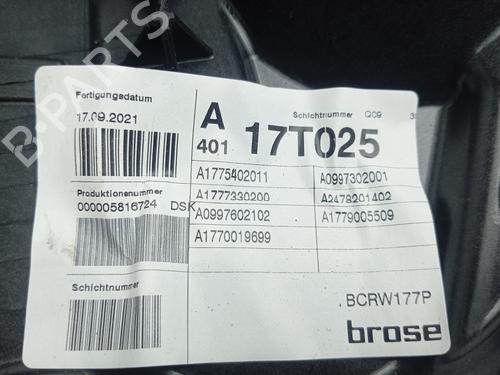 Fertigungsdatum
17.09.2021
A
401 17T025
Schichtnummer Q09
A1775402011 A0997302001
A1777330200 A2478201402
A0997602102 A1779005509
A1770019699
Produktionsnummer
000005816724 DSK
Schichtnummer
BCRW177P
brose
B-PARTS